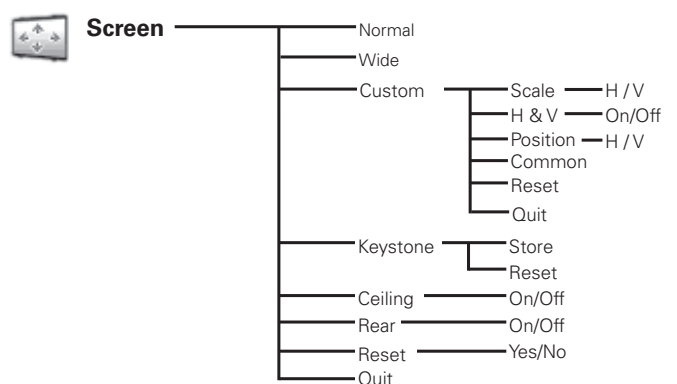 Screen Normal
Wide
Custom Scale H / V
H & V On/Off
Position H / V
Common
Reset
Quit
Keystone Store
Reset
Ceiling On/Off
Rear On/Off
Reset Yes/No
Quit